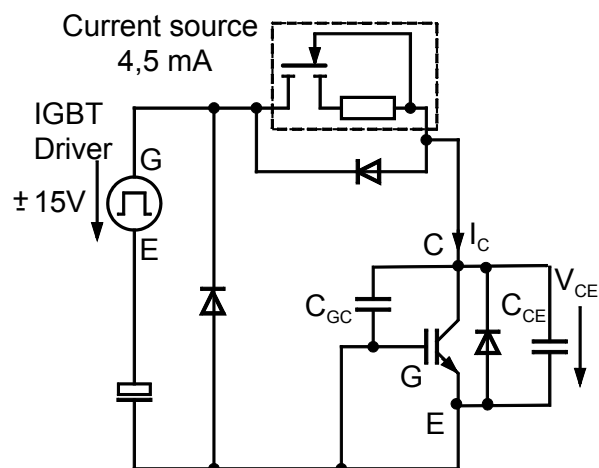 Current source
4,5 mA
IGBT
Driver
G
± 15V
E
C
I_C
C_GC
C_CE
V_CE
G
E